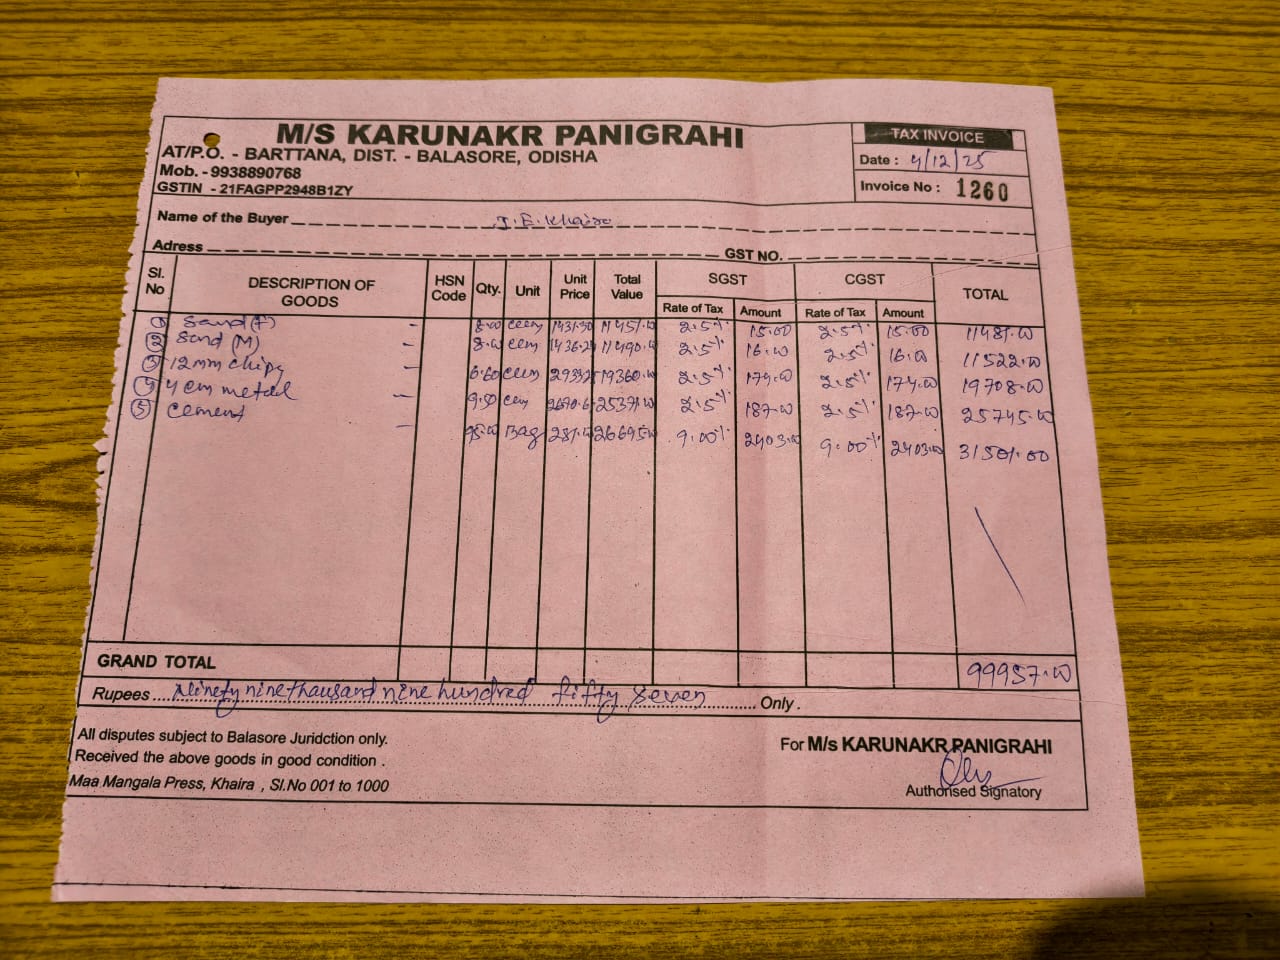 M/S KARUNAKR PANIGRAHI
AT/P.O. - BARTTANA, DIST. - BALASORE, ODISHA
Mob. - 9938890768
GSTIN - 21FAGPP2948B1ZY
TAX INVOICE
Date : 4/12/25
Invoice No : 1260
Name of the Buyer J.E. Khaira
Adress GST NO.
Sl. No DESCRIPTION OF GOODS HSN Code Qty. Unit Unit Price Total Value SGST CGST TOTAL
Rate of Tax Amount Rate of Tax Amount
1 Sand (F) - 8.00 cum 1431.30 11451.00 2.5% 15.00 2.5% 15.00 11481.00
2 Sand (M) - 8.00 cum 11490.00 2.5% 16.00 2.5% 16.00 11522.00
3 12mm chips - 6.60 cum 19360.00 2.5% 174.00 2.5% 174.00 19708.00
4 4 cm metal - 9.50 cum 25371.00 2.5% 187.00 2.5% 187.00 25745.00
5 Cement - 95.00 Bag 281.00 26695.00 9.00% 2403.00 9.00% 2403.00 31501.00
GRAND TOTAL 99957.00
Rupees Ninety nine thousand nine hundred fifty seven Only .
All disputes subject to Balasore Juridction only.
Received the above goods in good condition .
Maa Mangala Press, Khaira , Sl.No 001 to 1000
For M/s KARUNAKR PANIGRAHI
Authorised Signatory